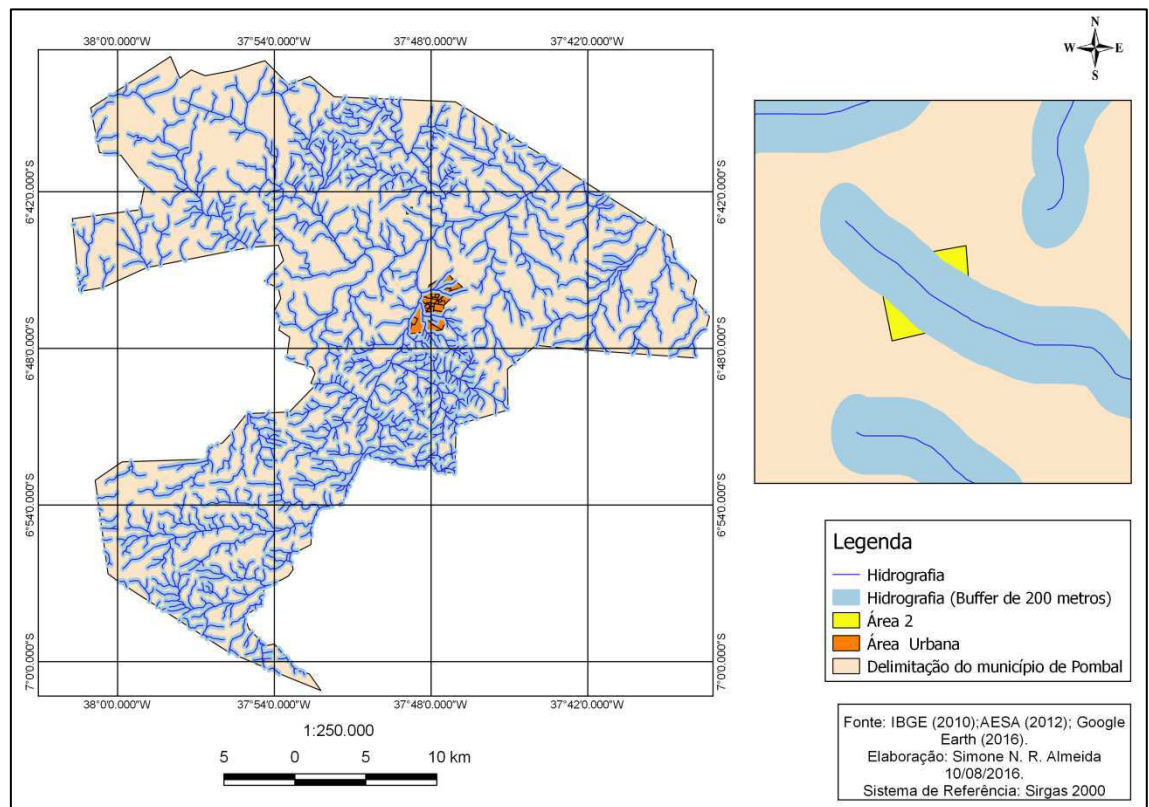 38°0'0.000"W 37°54'0.000"W 37°48'0.000"W 37°42'0.000"W
N
W E
S
6°42'0.000"S 6°42'0.000"S
6°48'0.000"S 6°48'0.000"S
6°54'0.000"S 6°54'0.000"S
7°0'0.000"S 7°0'0.000"S
38°0'0.000"W 37°54'0.000"W 37°48'0.000"W 37°42'0.000"W
1:250.000
5 0 5 10 km
Legenda
Hidrografia
Hidrografia (Buffer de 200 metros)
Área 2
Área Urbana
Delimitação do município de Pombal
Fonte: IBGE (2010);AESA (2012); Google
Earth (2016).
Elaboração: Simone N. R. Almeida
10/08/2016.
Sistema de Referência: Sirgas 2000